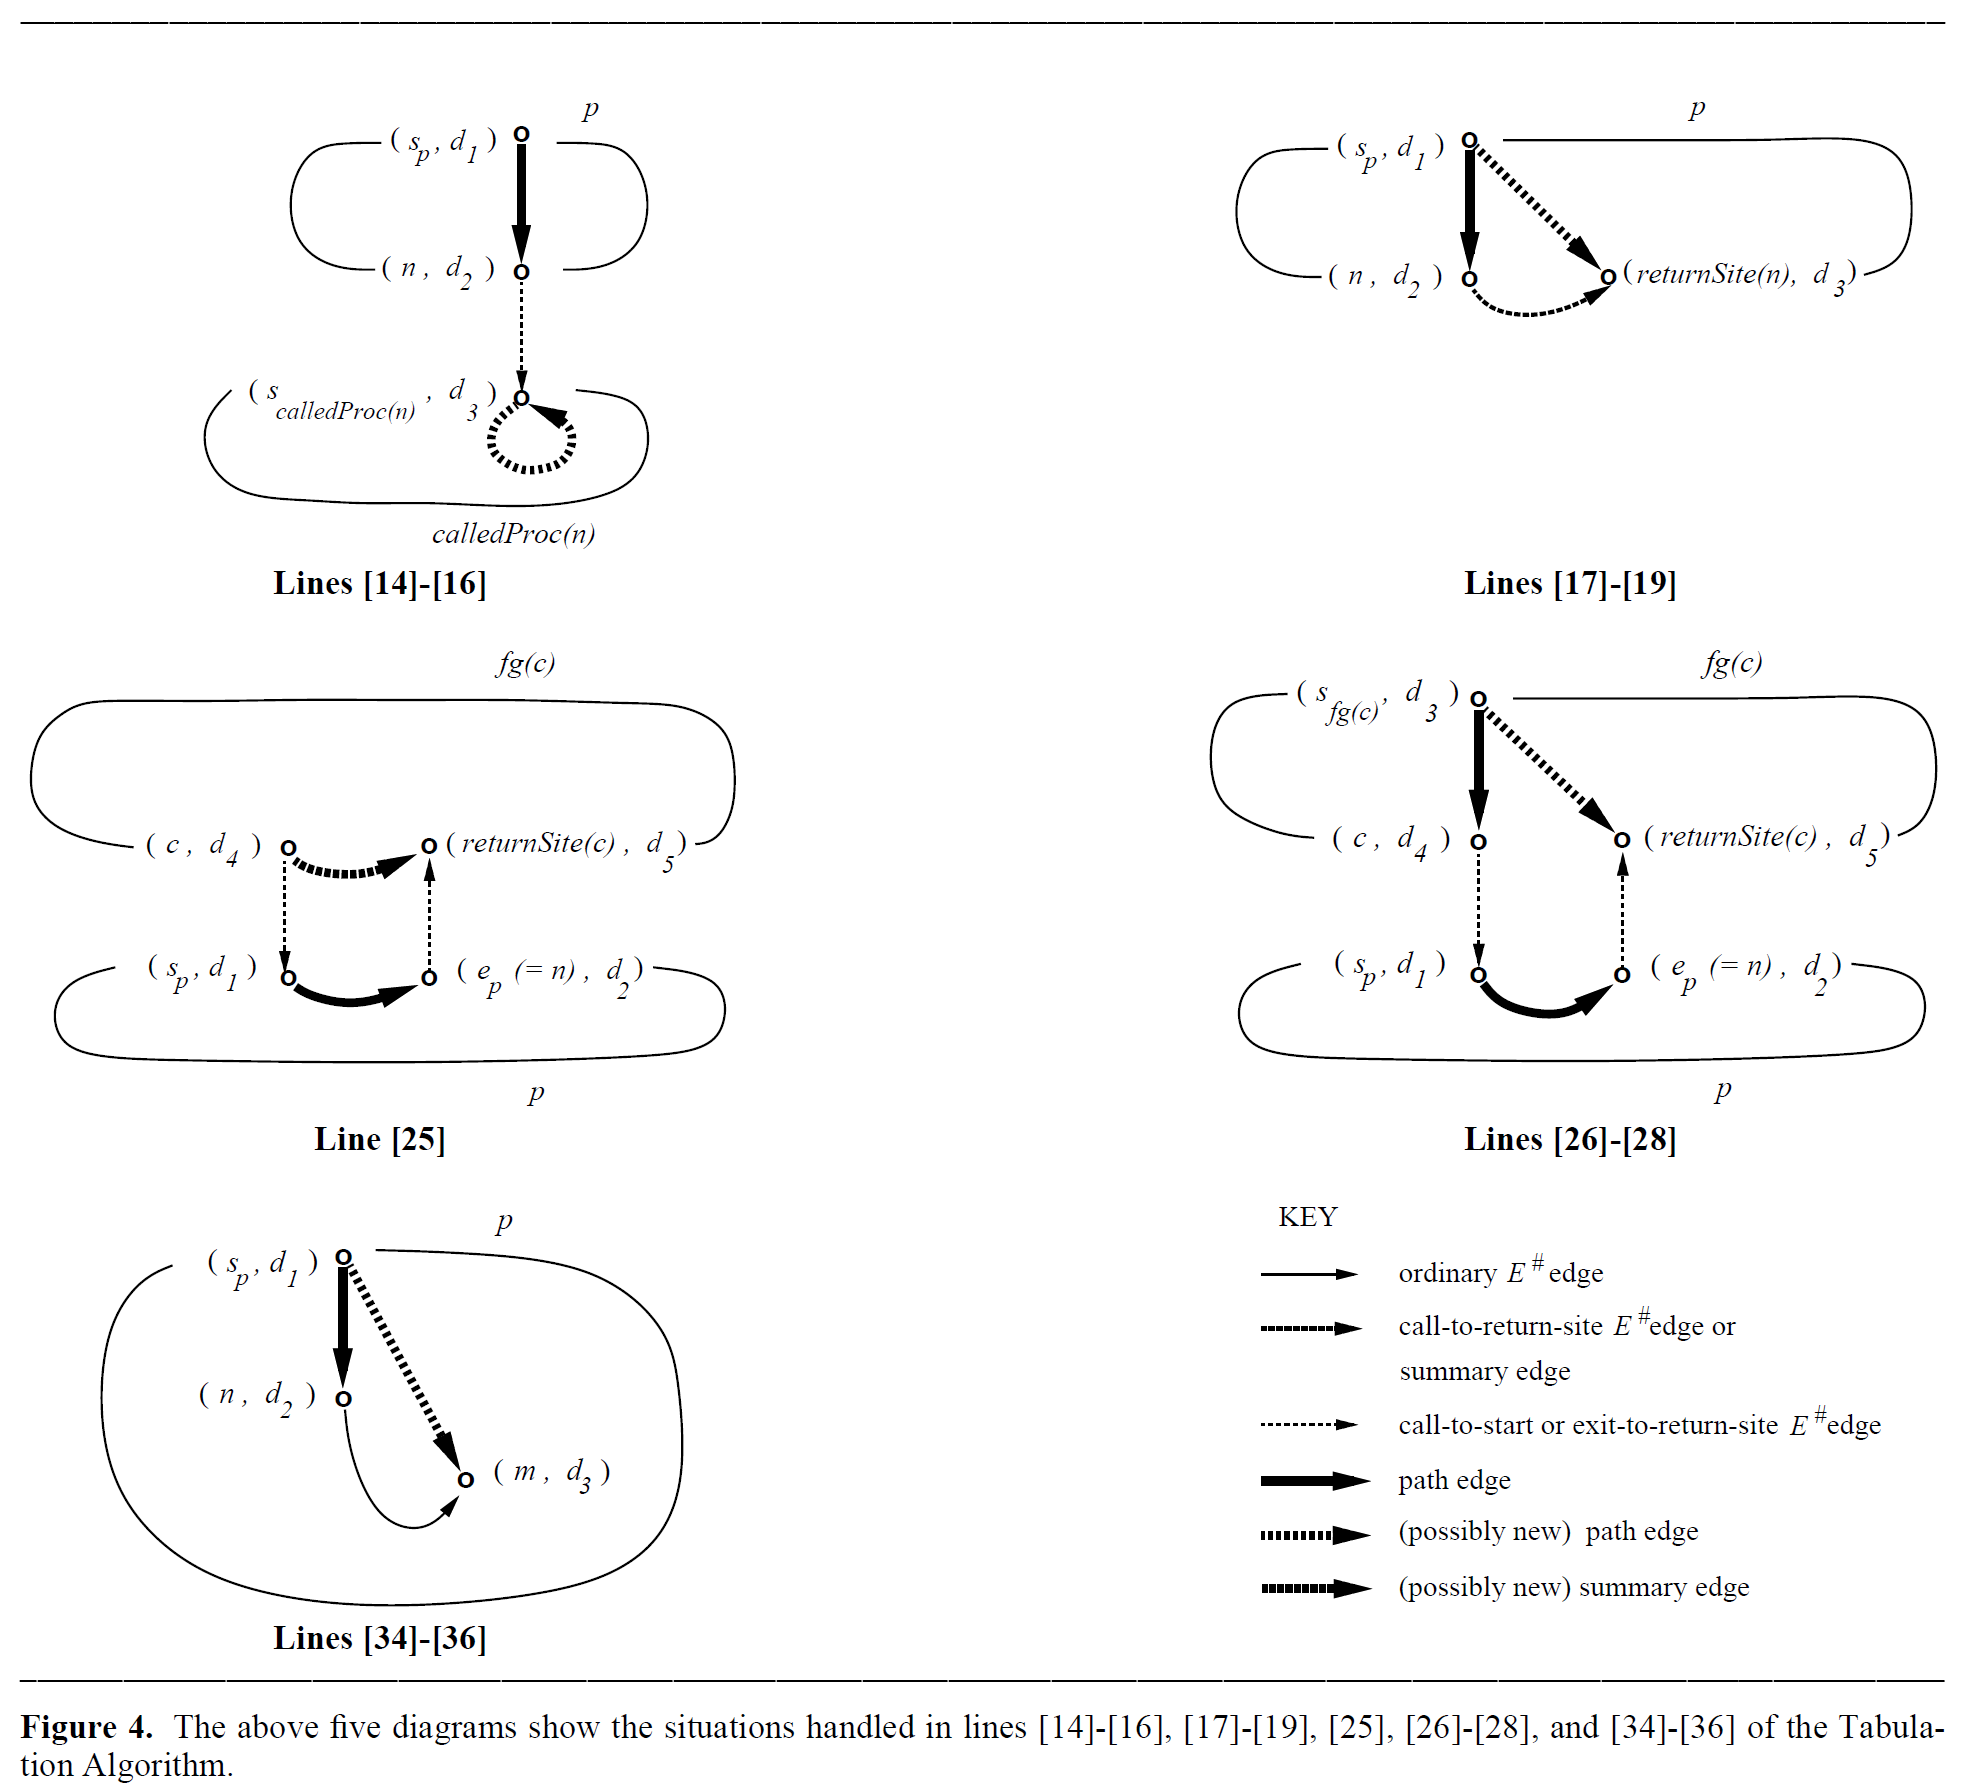 p
p
( s_p , d_1 )
( s_p , d_1 )
( n , d_2 )
( n , d_2 )
(returnSite(n), d_3)
( s_calledProc(n) , d_3 )
calledProc(n)
Lines [14]-[16]
Lines [17]-[19]
fg(c)
fg(c)
( s_fg(c) , d_3 )
( c , d_4 )
(returnSite(c) , d_5)
( c , d_4 )
(returnSite(c) , d_5)
( s_p , d_1 )
( e_p (= n) , d_2)
( s_p , d_1 )
( e_p (= n) , d_2)
p
p
Line [25]
Lines [26]-[28]
p
( s_p , d_1 )
( n , d_2 )
( m , d_3 )
Lines [34]-[36]
KEY
ordinary E# edge
call-to-return-site E# edge or
summary edge
call-to-start or exit-to-return-site E# edge
path edge
(possibly new) path edge
(possibly new) summary edge
Figure 4. The above five diagrams show the situations handled in lines [14]-[16], [17]-[19], [25], [26]-[28], and [34]-[36] of the Tabula-
tion Algorithm.